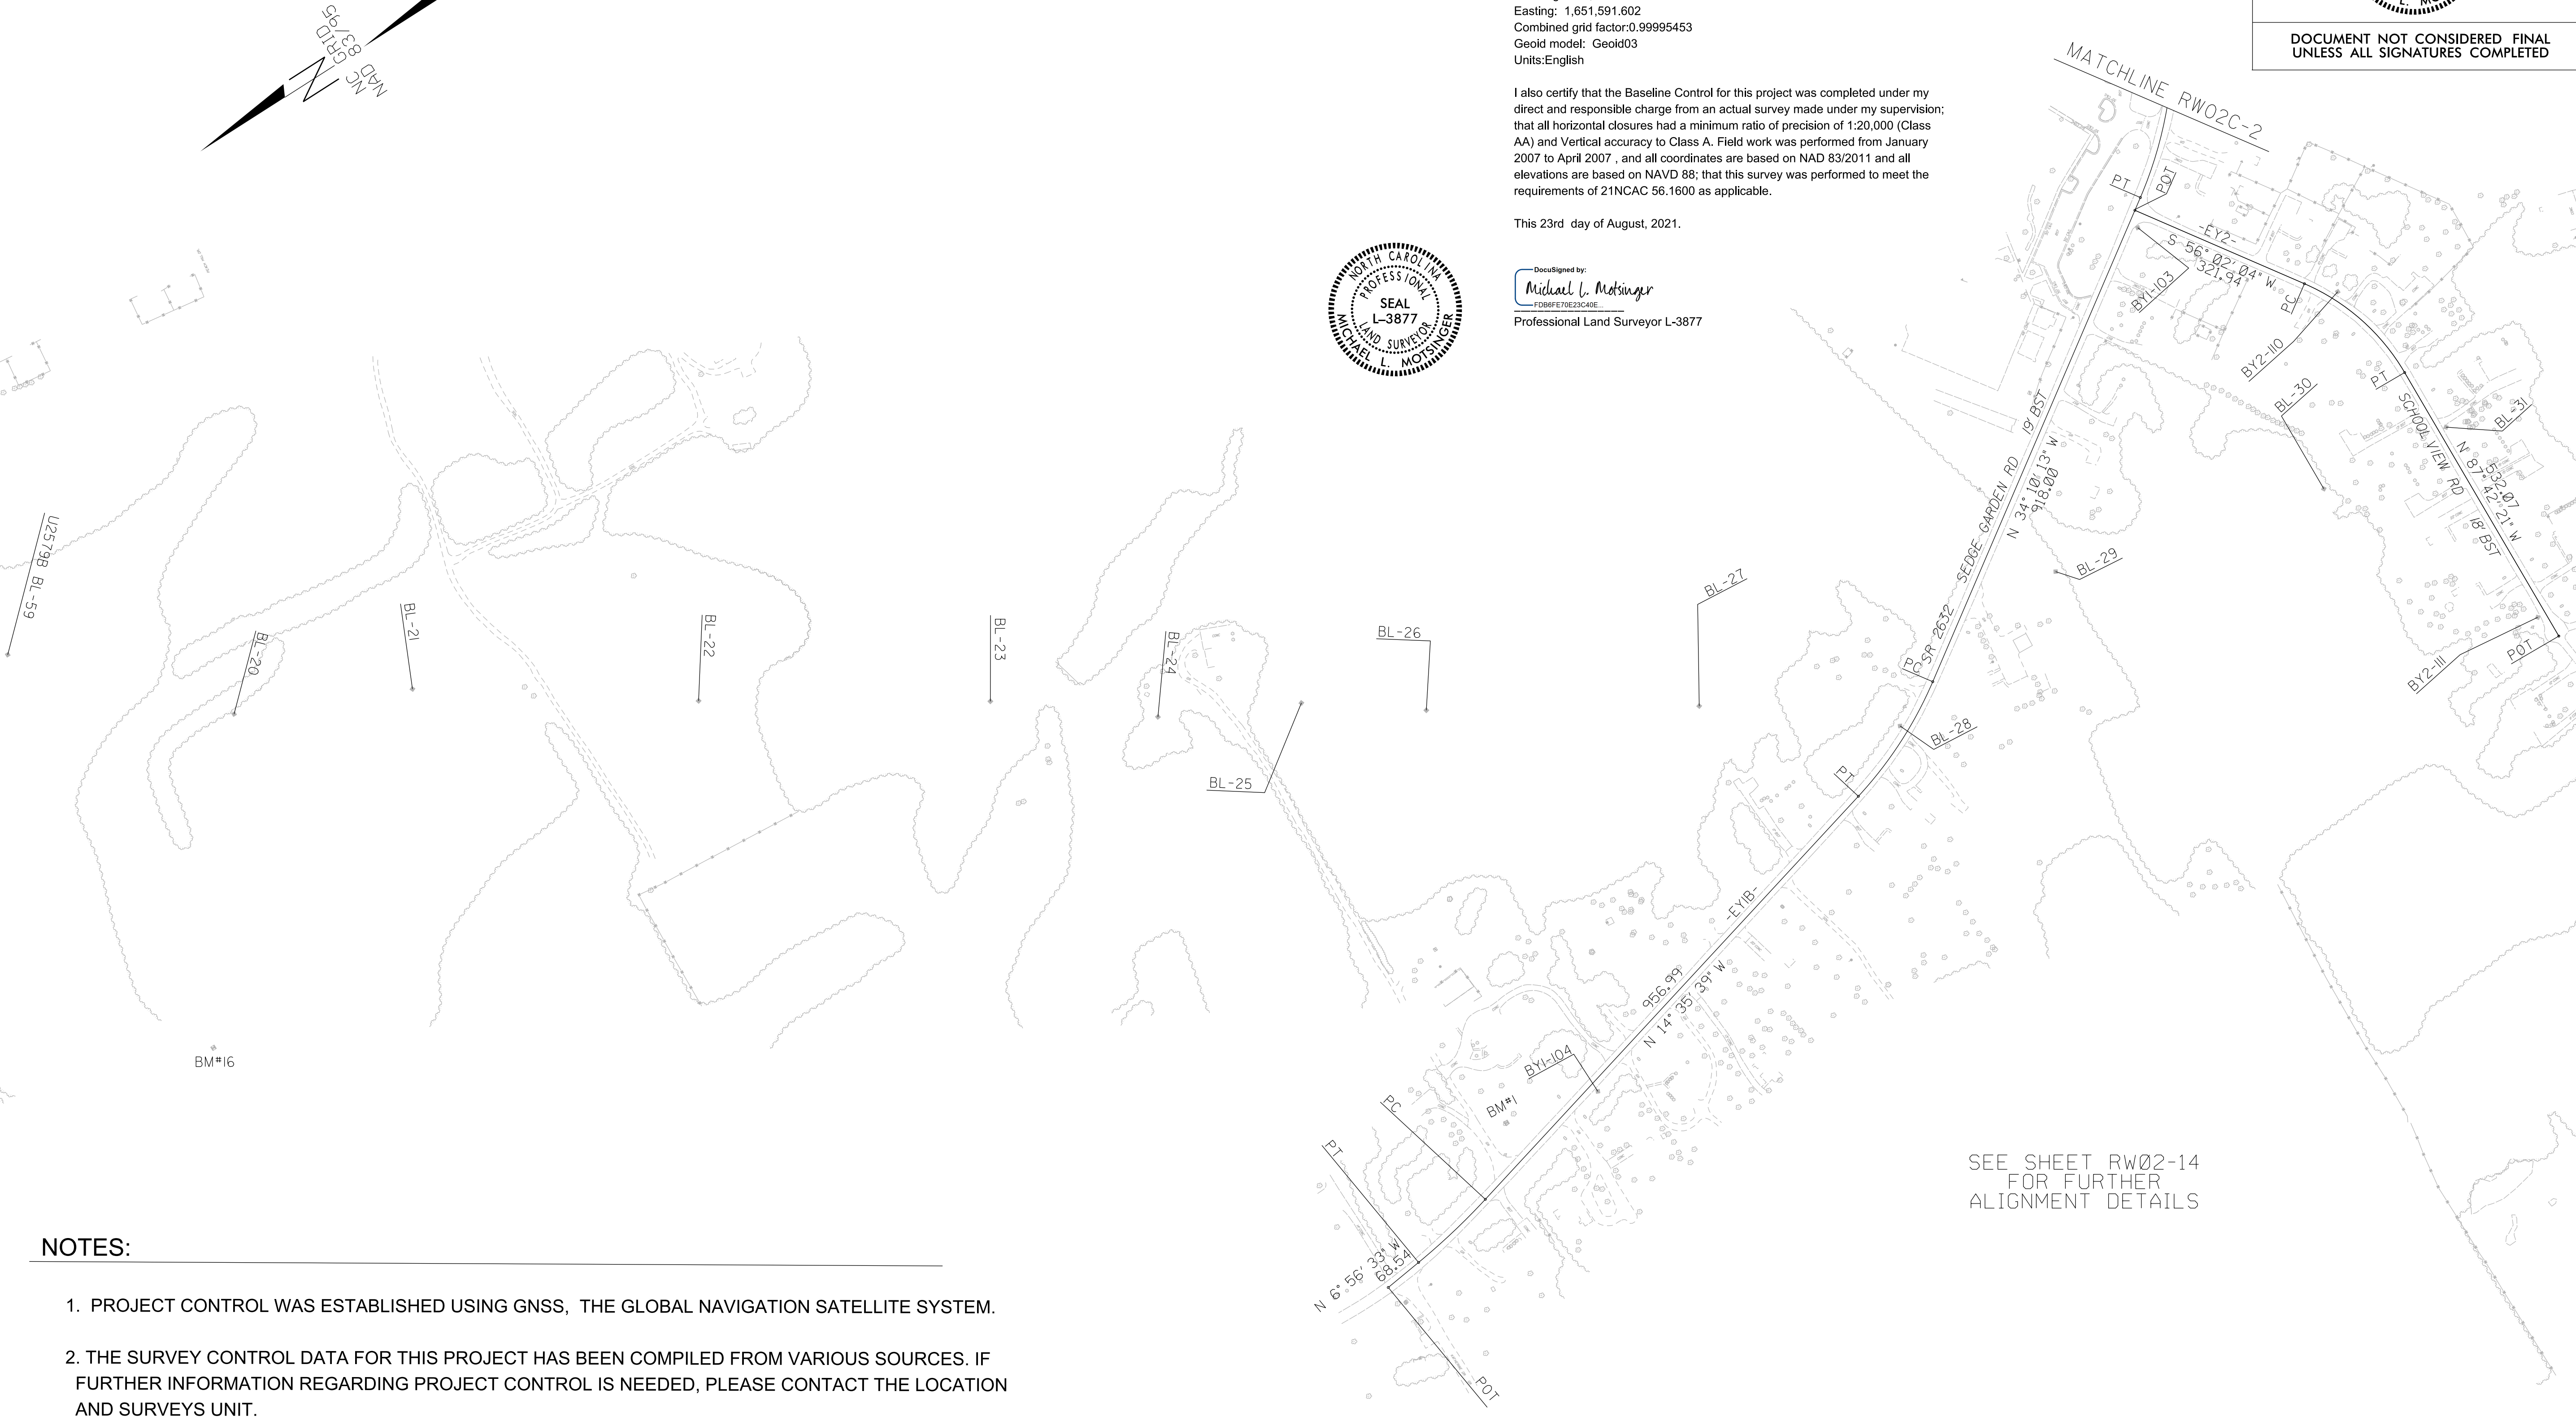 NC GRID
NAD 83/95
Easting: 1,651,591.602
Combined grid factor:0.99995453
Geoid model: Geoid03
Units:English
I also certify that the Baseline Control for this project was completed under my
direct and responsible charge from an actual survey made under my supervision;
that all horizontal closures had a minimum ratio of precision of 1:20,000 (Class
AA) and Vertical accuracy to Class A. Field work was performed from January
2007 to April 2007 , and all coordinates are based on NAD 83/2011 and all
elevations are based on NAVD 88; that this survey was performed to meet the
requirements of 21NCAC 56.1600 as applicable.
This 23rd day of August, 2021.
NORTH CAROLINA
PROFESSIONAL
SEAL
L-3877
LAND SURVEYOR
MICHAEL L. MOTSINGER
DocuSigned by:
Michael L. Motsinger
FDB6FE70E23C40E...
Professional Land Surveyor L-3877
DOCUMENT NOT CONSIDERED FINAL
UNLESS ALL SIGNATURES COMPLETED
MATCHLINE RW02C-2
PT
POT
-EY2-
S 56° 02' 04" W
321.94
BY1-103
PC
BY2-110
PT
BL-30
BL-31
SCHOOL VIEW RD
18' BST
N 87° 42' 21" W
532.07
BY2-111
POT
19' BST
SEDGE GARDEN RD
SR 2632
N 34° 10' 13" W
918.00
BL-29
PC
BL-28
PT
U2579B BL-59
BL-20
BL-21
BL-22
BL-23
BL-24
BL-25
BL-26
BL-27
-EY1B-
956.99
N 14° 35' 39" W
BY1-104
BM#1
PC
PT
N 6° 56' 33" W
68.54
POT
BM#16
SEE SHEET RW02-14
FOR FURTHER
ALIGNMENT DETAILS
NOTES:
1. PROJECT CONTROL WAS ESTABLISHED USING GNSS, THE GLOBAL NAVIGATION SATELLITE SYSTEM.
2. THE SURVEY CONTROL DATA FOR THIS PROJECT HAS BEEN COMPILED FROM VARIOUS SOURCES. IF
FURTHER INFORMATION REGARDING PROJECT CONTROL IS NEEDED, PLEASE CONTACT THE LOCATION
AND SURVEYS UNIT.